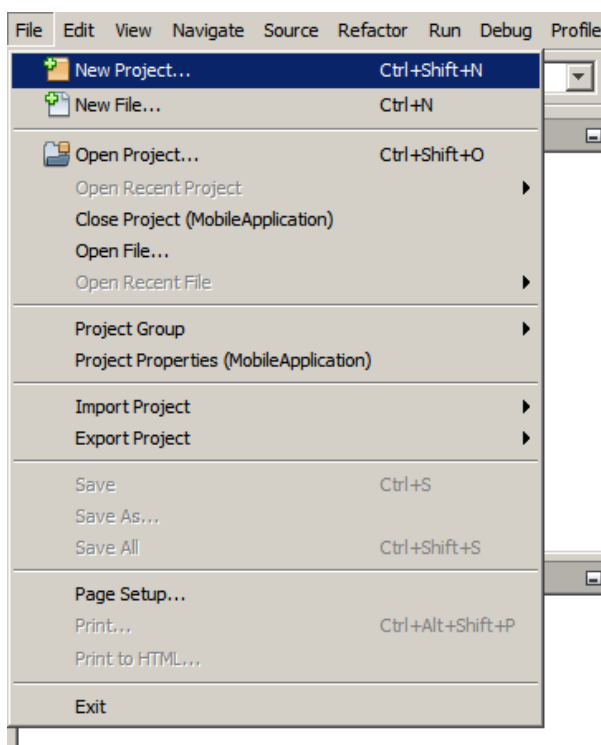 File Edit View Navigate Source Refactor Run Debug Profile
New Project... Ctrl+Shift+N
New File... Ctrl+N
Open Project... Ctrl+Shift+O
Open Recent Project
Close Project (MobileApplication)
Open File...
Open Recent File
Project Group
Project Properties (MobileApplication)
Import Project
Export Project
Save Ctrl+S
Save As...
Save All Ctrl+Shift+S
Page Setup...
Print... Ctrl+Alt+Shift+P
Print to HTML...
Exit